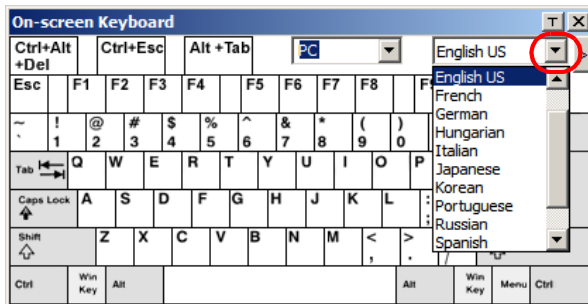 On-screen Keyboard T X
Ctrl+Alt +Del Ctrl+Esc Alt +Tab PC English US >
Esc F1 F2 F3 F4 F5 F6 F7 F8 F9
~ ` ! 1 @ 2 # 3 $ 4 % 5 ^ 6 & 7 * 8 ( 9 ) 0
Tab Q W E R T Y U I O P
Caps Lock A S D F G H J K L : ;
Shift Z X C V B N M < , > . /
Ctrl Win Key Alt Alt Win Key Menu Ctrl
English US
French
German
Hungarian
Italian
Japanese
Korean
Portuguese
Russian
Spanish